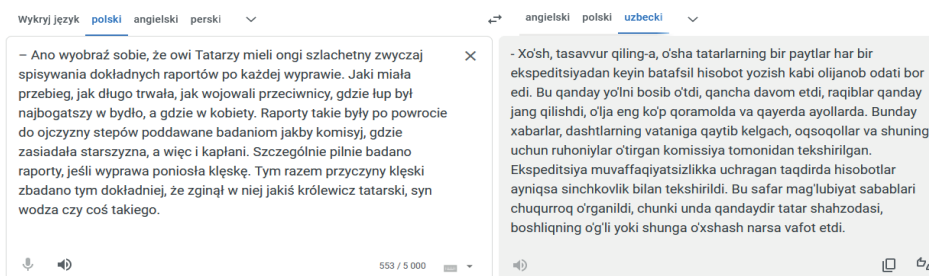 Wykryj język polski angielski perski
angielski polski uzbecki
– Ano wyobraź sobie, że owi Tatarzy mieli ongi szlachetny zwyczaj
spisywania dokładnych raportów po każdej wyprawie. Jaki miała
przebieg, jak długo trwała, jak wojowali przeciwnicy, gdzie łup był
najbogatszy w bydło, a gdzie w kobiety. Raporty takie były po powrocie
do ojczyzny stepów poddawane badaniom jakby komisyj, gdzie
zasiadała starszyzna, a więc i kapłani. Szczególnie pilnie badano
raporty, jeśli wyprawa poniosła klęskę. Tym razem przyczyny klęski
zbadano tym dokładniej, że zginął w niej jakiś królewicz tatarski, syn
wodza czy coś takiego.
553 / 5 000
- Xo'sh, tasavvur qiling-a, o'sha tatarlarning bir paytlar har bir
ekspeditsiyadan keyin batafsil hisobot yozish kabi olijanob odati bor
edi. Bu qanday yo'lni bosib o'tdi, qancha davom etdi, raqiblar qanday
jang qilishdi, o'lja eng ko'p qoramolda va qayerda ayollarda. Bunday
xabarlar, dashtlarning vataniga qaytib kelgach, oqsoqollar va shuning
uchun ruhoniylar o'tirgan komissiya tomonidan tekshirilgan.
Ekspeditsiya muvaffaqiyatsizlikka uchragan taqdirda hisobotlar
ayniqsa sinchkovlik bilan tekshirildi. Bu safar mag'lubiyat sabablari
chuqurroq o'rganildi, chunki unda qandaydir tatar shahzodasi,
boshliqning o'g'li yoki shunga o'xshash narsa vafot etdi.